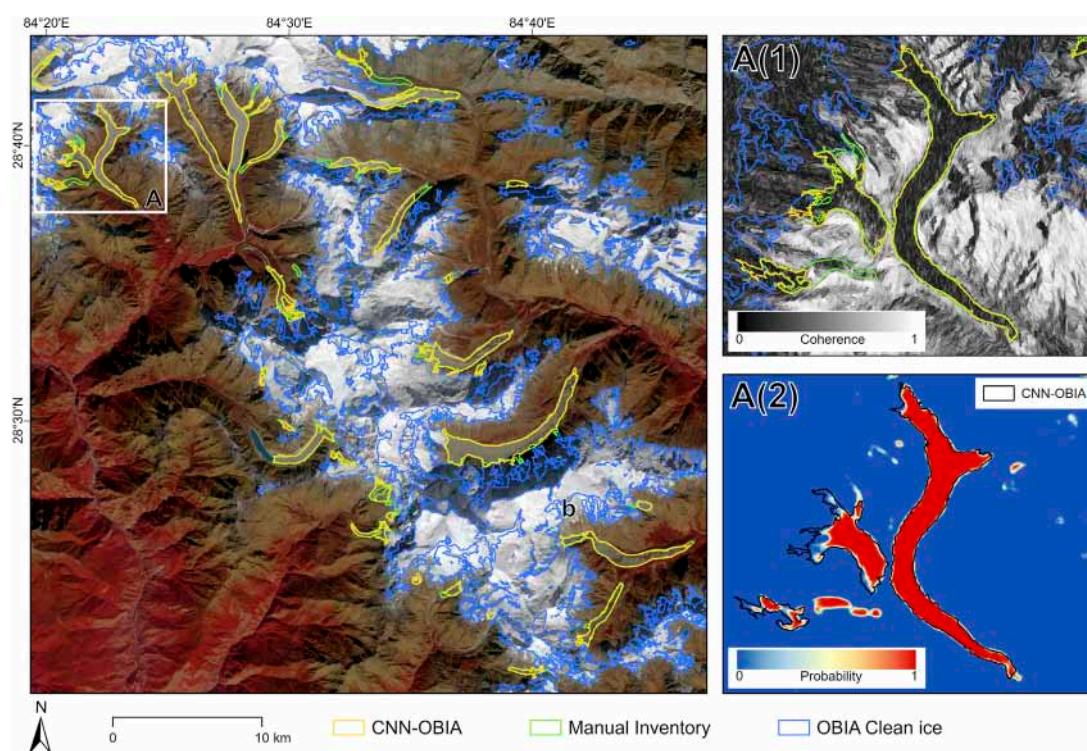 84°20'E 84°30'E 84°40'E
28°40'N
28°30'N
A
b
A(1)
0 1
Coherence
A(2)
CNN-OBIA
0 1
Probability
N
0 10 km
CNN-OBIA Manual Inventory OBIA Clean ice